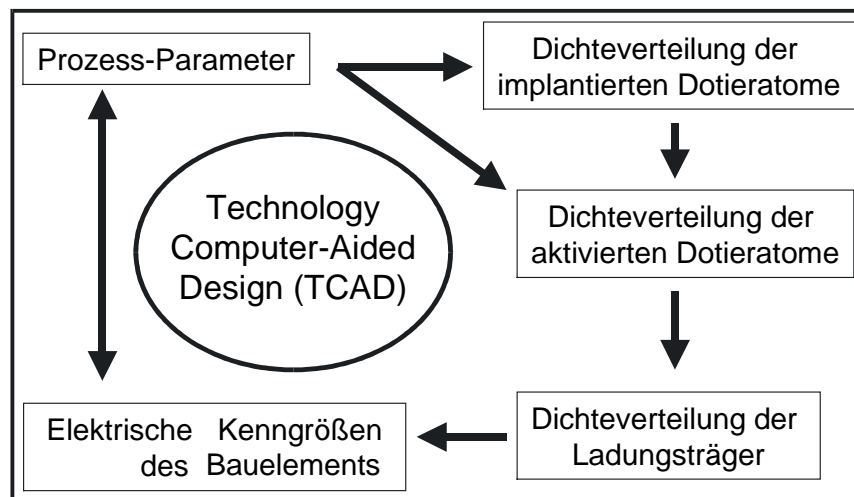 Prozess-Parameter
Dichteverteilung der
implantierten Dotieratome
Technology
Computer-Aided
Design (TCAD)
Dichteverteilung der
aktivierten Dotieratome
Elektrische Kenngrößen
des Bauelements
Dichteverteilung der
Ladungsträger